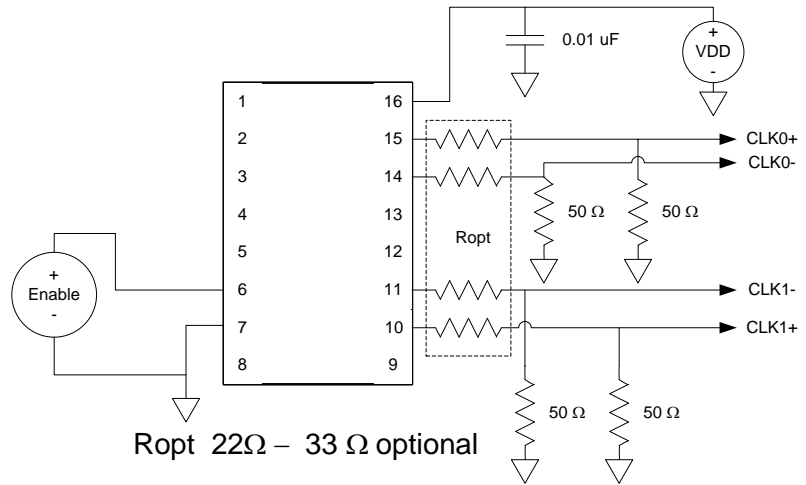 0.01 uF
+
VDD
-
1
16
2
15
CLK0+
CLK0-
3
14
4
13
50 Ω
50 Ω
5
12
Ropt
+
Enable
-
6
11
CLK1-
7
10
CLK1+
8
9
50 Ω
50 Ω
Ropt 22Ω – 33 Ω optional